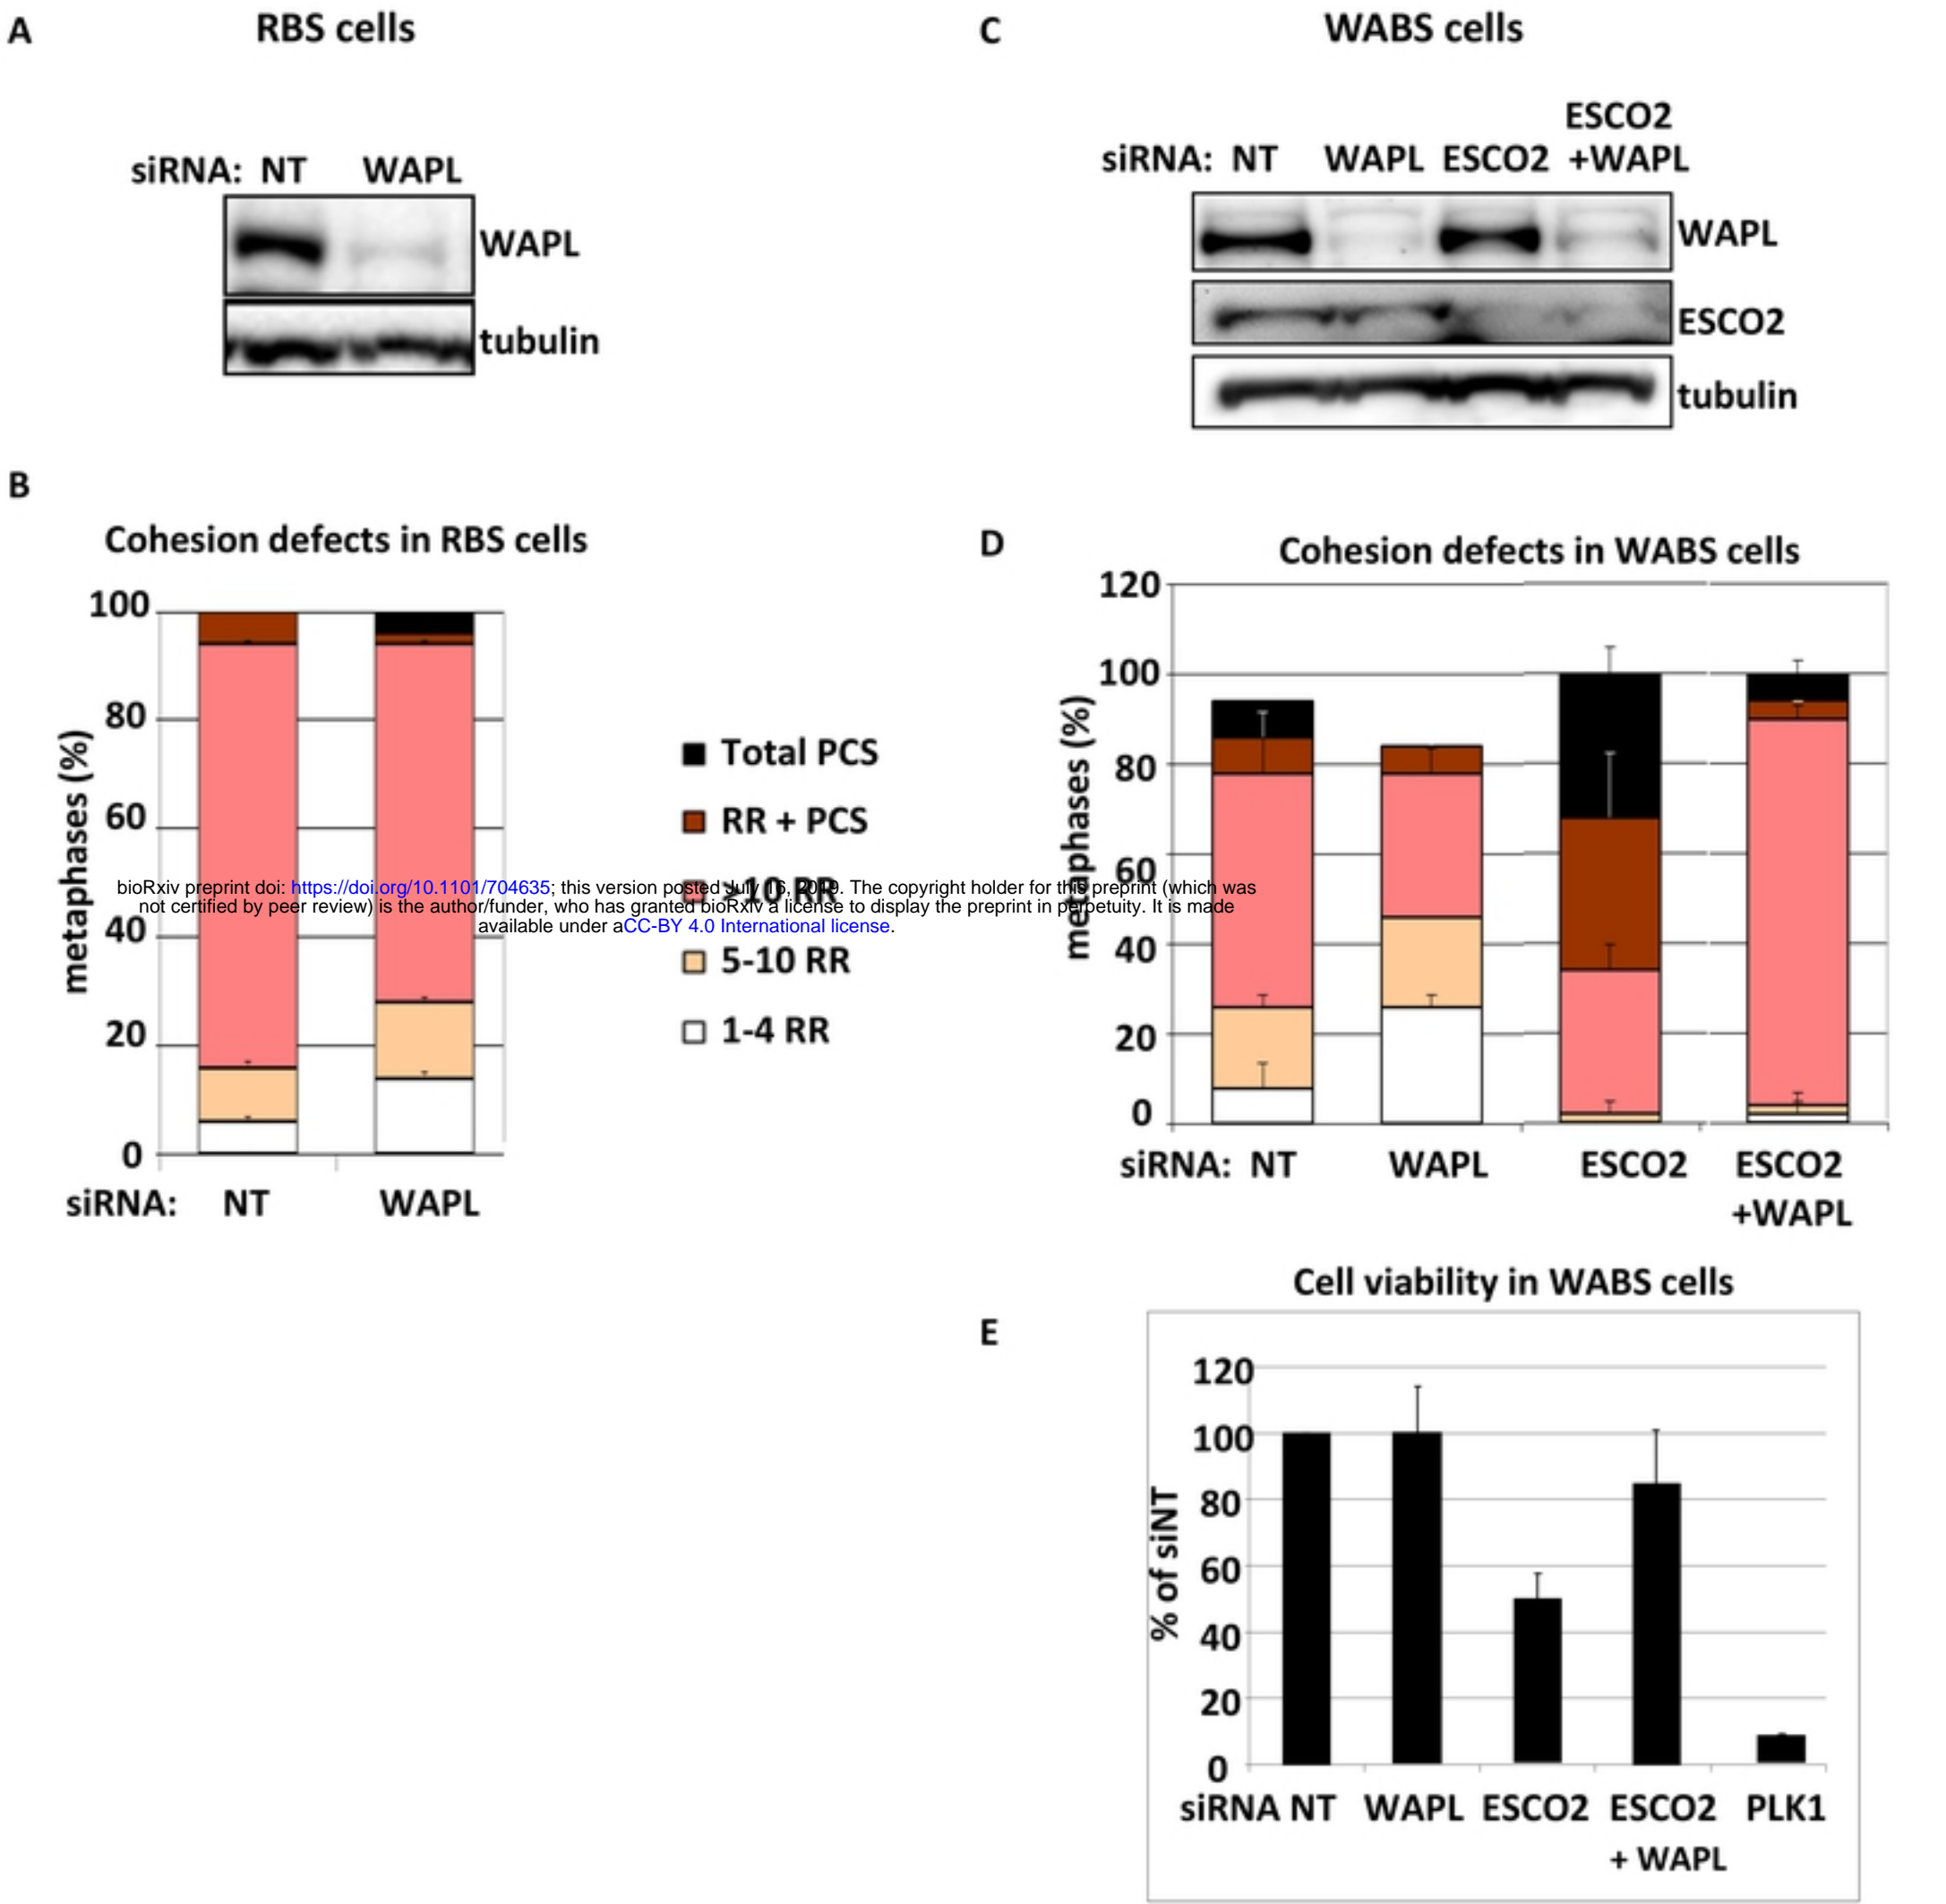 A
RBS cells
siRNA: NT WAPL
WAPL
tubulin
B
Cohesion defects in RBS cells
metaphases (%)
100
80
60
40
20
0
siRNA: NT WAPL
Total PCS
RR + PCS
>10 RR
5-10 RR
1-4 RR
bioRxiv preprint doi: https://doi.org/10.1101/704635; this version posted July 16, 2019. The copyright holder for this preprint (which was
not certified by peer review) is the author/funder, who has granted bioRxiv a license to display the preprint in perpetuity. It is made
available under aCC-BY 4.0 International license.
C
WABS cells
ESCO2
siRNA: NT WAPL ESCO2 +WAPL
WAPL
ESCO2
tubulin
D
Cohesion defects in WABS cells
metaphases (%)
120
100
80
60
40
20
0
siRNA: NT WAPL ESCO2 ESCO2
+WAPL
E
Cell viability in WABS cells
% of siNT
120
100
80
60
40
20
0
siRNA NT WAPL ESCO2 ESCO2 PLK1
+ WAPL